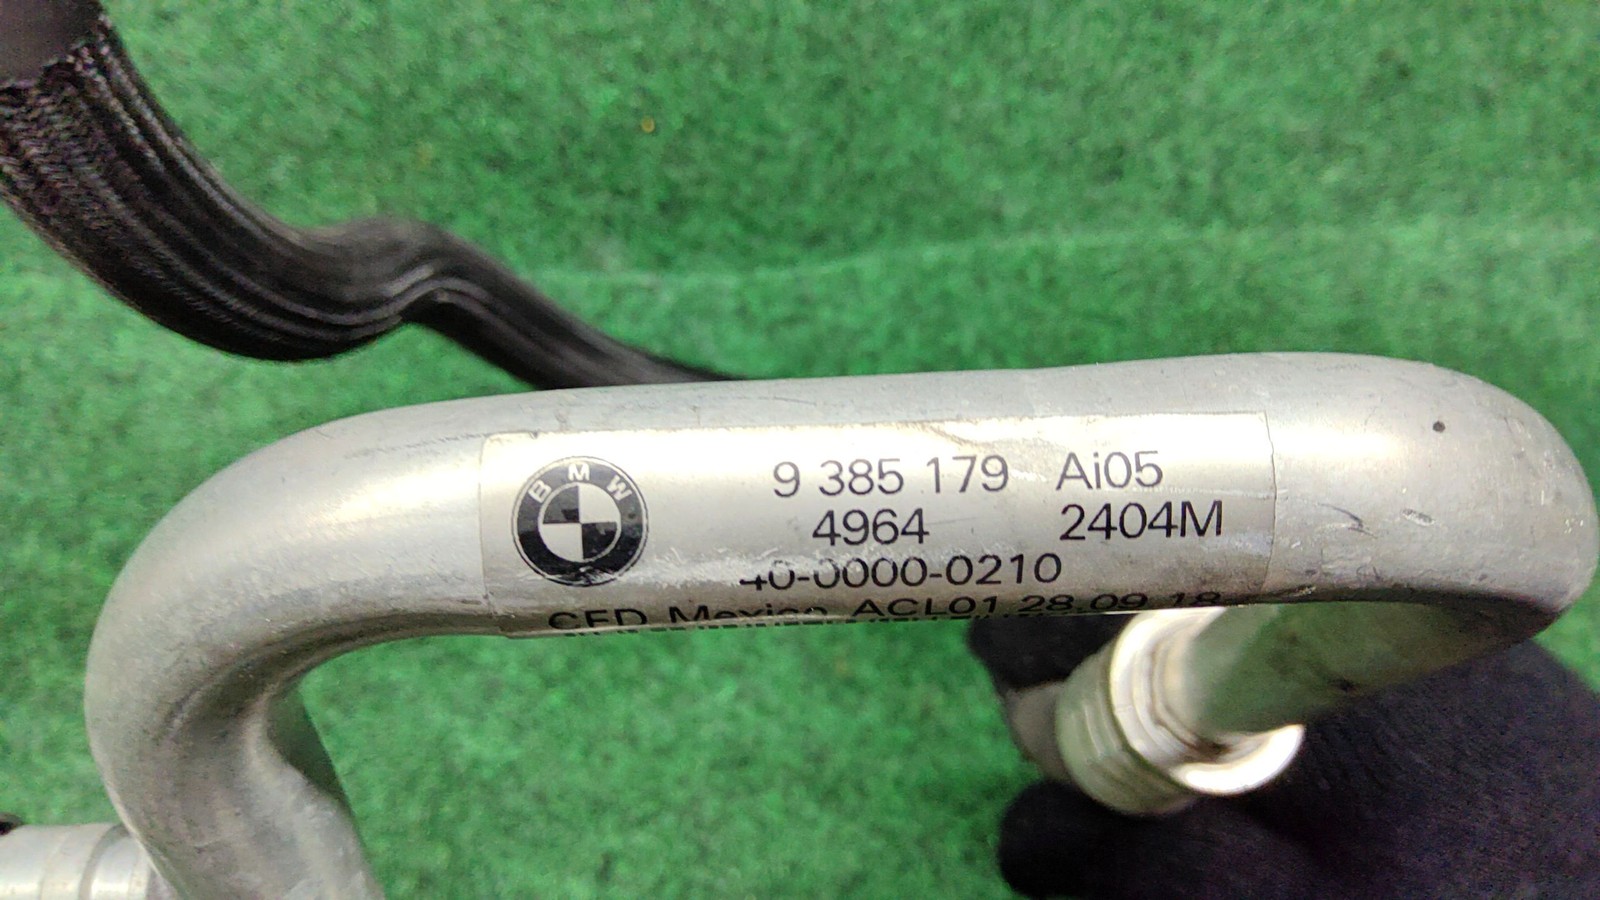 BMW
9 385 179 Ai05
4964 2404M
40-0000-0210
CFD Mexico ACL01 28.09.18